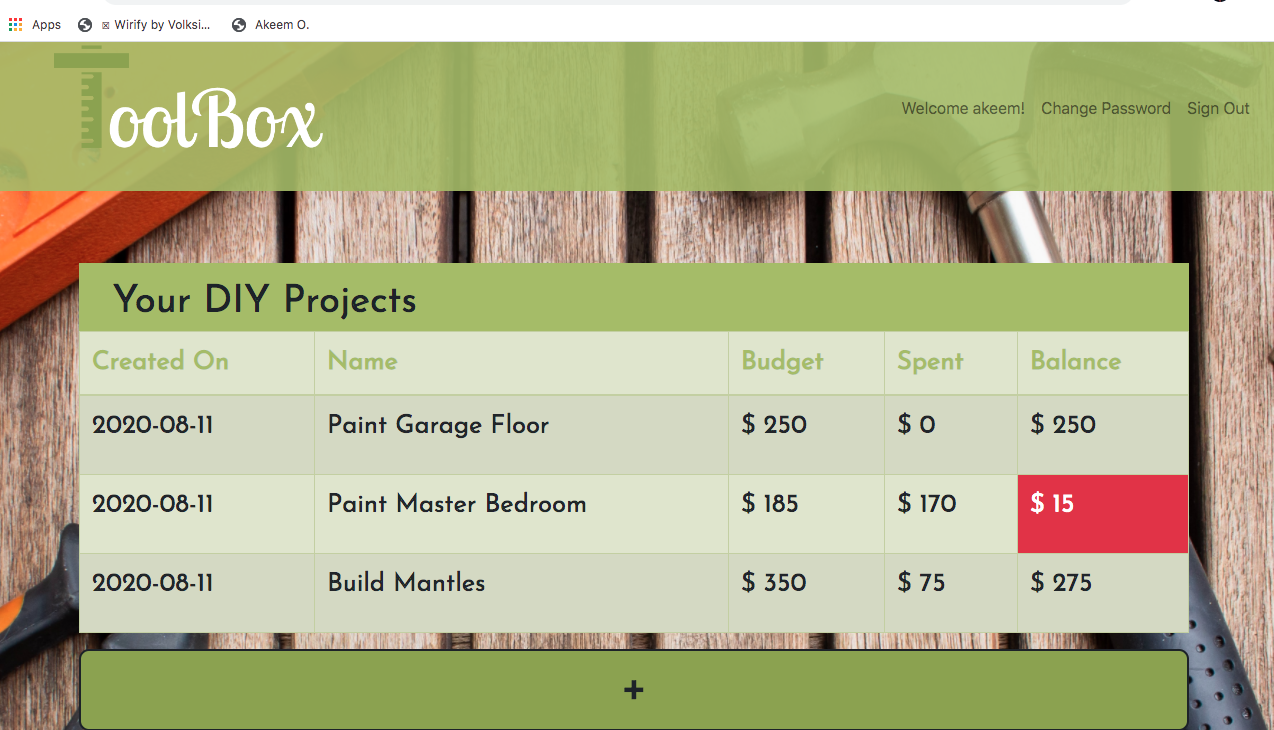 Apps Wirify by Volksi... Akeem O.
ToolBox
Welcome akeem! Change Password Sign Out
Your DIY Projects
Created On Name Budget Spent Balance
2020-08-11 Paint Garage Floor $ 250 $ 0 $ 250
2020-08-11 Paint Master Bedroom $ 185 $ 170 $ 15
2020-08-11 Build Mantles $ 350 $ 75 $ 275
+